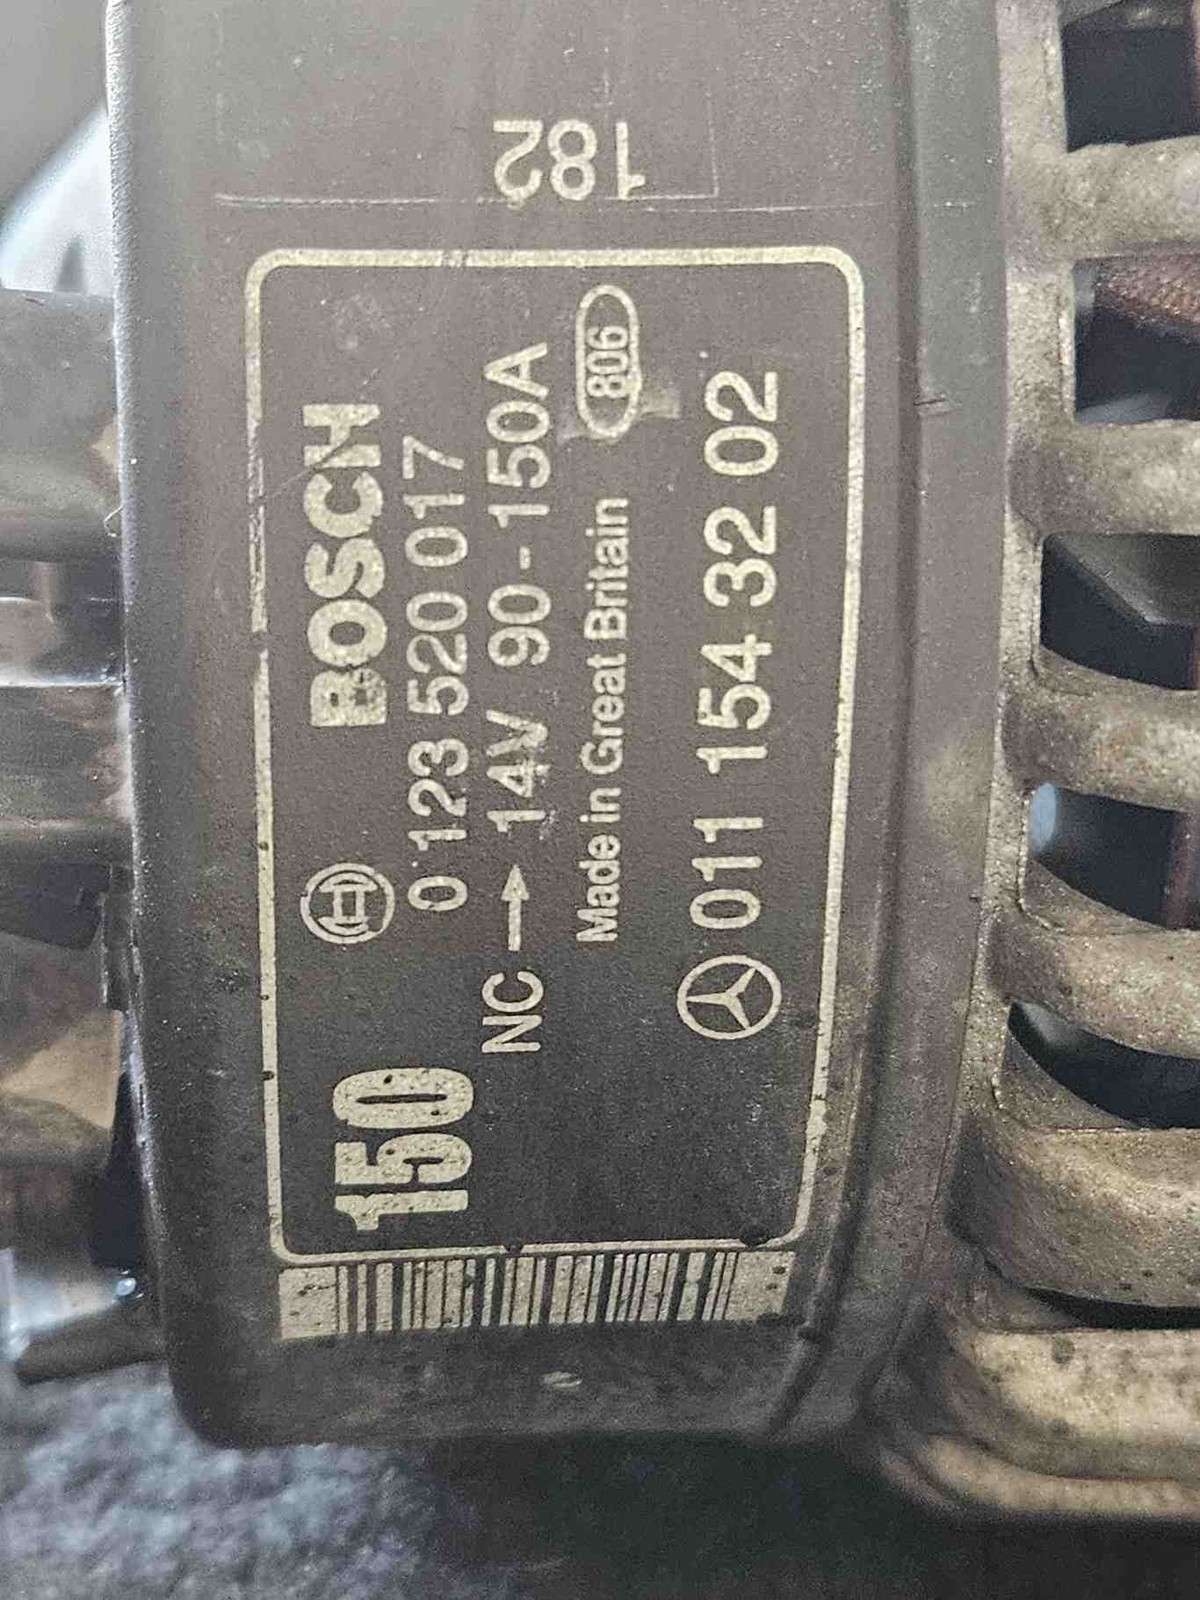 182
BOSCH
0 123 520 017
NC → 14V 90-150A
Made in Great Britain 806
011 154 32 02
150